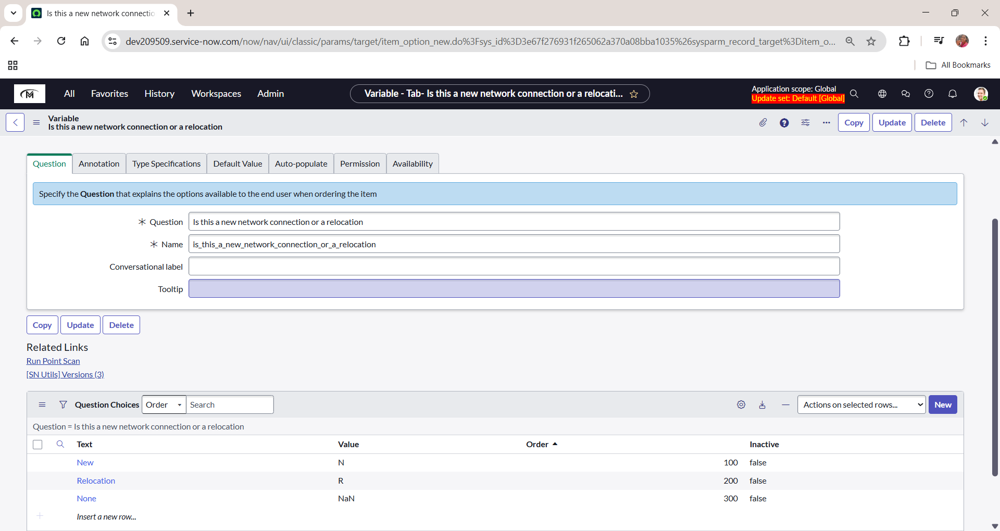 Is this a new network connectio
dev209509.service-now.com/now/nav/ui/classic/params/target/item_option_new.do%3Fsys_id%3D3e67f276931f265062a370a08bba1035%26sysparm_record_target%3Ditem_o...
All Bookmarks
M
All
Favorites
History
Workspaces
Admin
Variable - Tab- Is this a new network connection or a relocati...
Application scope: Global
Update set: Default [Global]
Variable
Is this a new network connection or a relocation
Copy
Update
Delete
Question
Annotation
Type Specifications
Default Value
Auto-populate
Permission
Availability
Specify the Question that explains the options available to the end user when ordering the item
Question
Is this a new network connection or a relocation
Name
is_this_a_new_network_connection_or_a_relocation
Conversational label
Tooltip
Copy
Update
Delete
Related Links
Run Point Scan
[SN Utils] Versions (3)
Question Choices
Order
Search
Actions on selected rows...
New
Question = Is this a new network connection or a relocation
Text Value Order Inactive
New N 100 false
Relocation R 200 false
None NaN 300 false
Insert a new row...